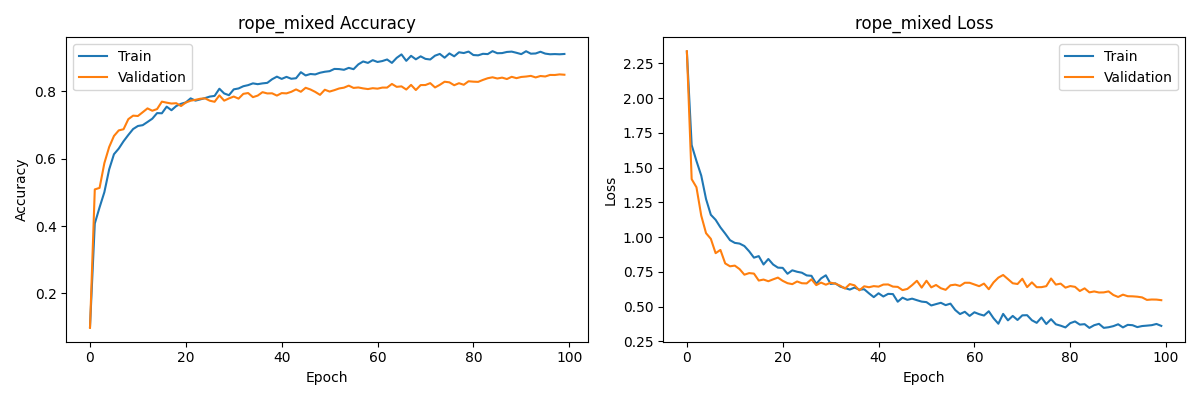 rope_mixed Accuracy
Train
Validation
0.8
0.6
0.4
0.2
Accuracy
0 20 40 60 80 100
Epoch
rope_mixed Loss
Train
Validation
2.25
2.00
1.75
1.50
1.25
1.00
0.75
0.50
0.25
Loss
0 20 40 60 80 100
Epoch